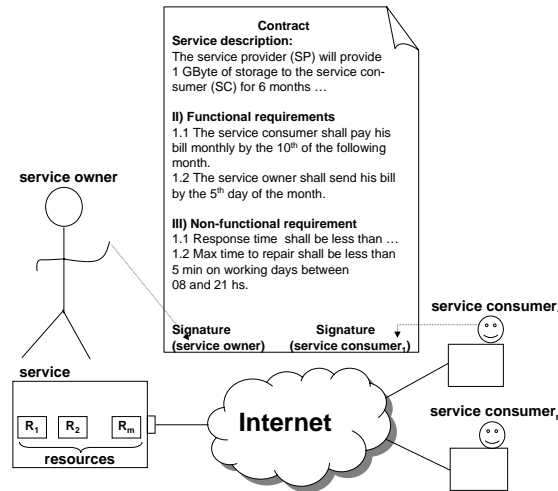 Contract
Service description:
The service provider (SP) will provide
1 GByte of storage to the service con-
sumer (SC) for 6 months …
II) Functional requirements
1.1 The service consumer shall pay his
bill monthly by the 10th of the following
month.
1.2 The service owner shall send his bill
by the 5th day of the month.
III) Non-functional requirement
1.1 Response time shall be less than …
1.2 Max time to repair shall be less than
5 min on working days between
08 and 21 hs.
Signature
(service owner)
Signature
(service consumer1)
service owner
service
R1 R2 Rm
resources
Internet
service consumer
service consumer